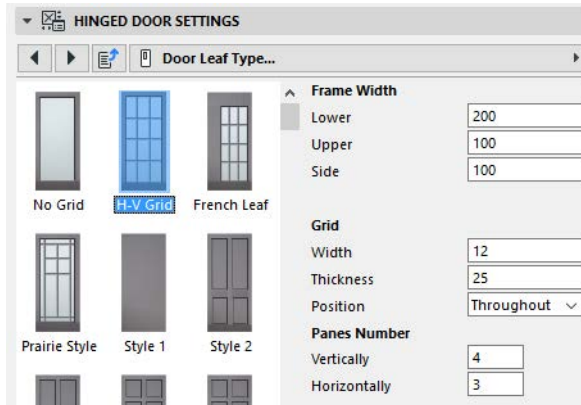 HINGED DOOR SETTINGS
Door Leaf Type...
No Grid
H-V Grid
French Leaf
Prairie Style
Style 1
Style 2
Frame Width
Lower 200
Upper 100
Side 100
Grid
Width 12
Thickness 25
Position Throughout
Panes Number
Vertically 4
Horizontally 3